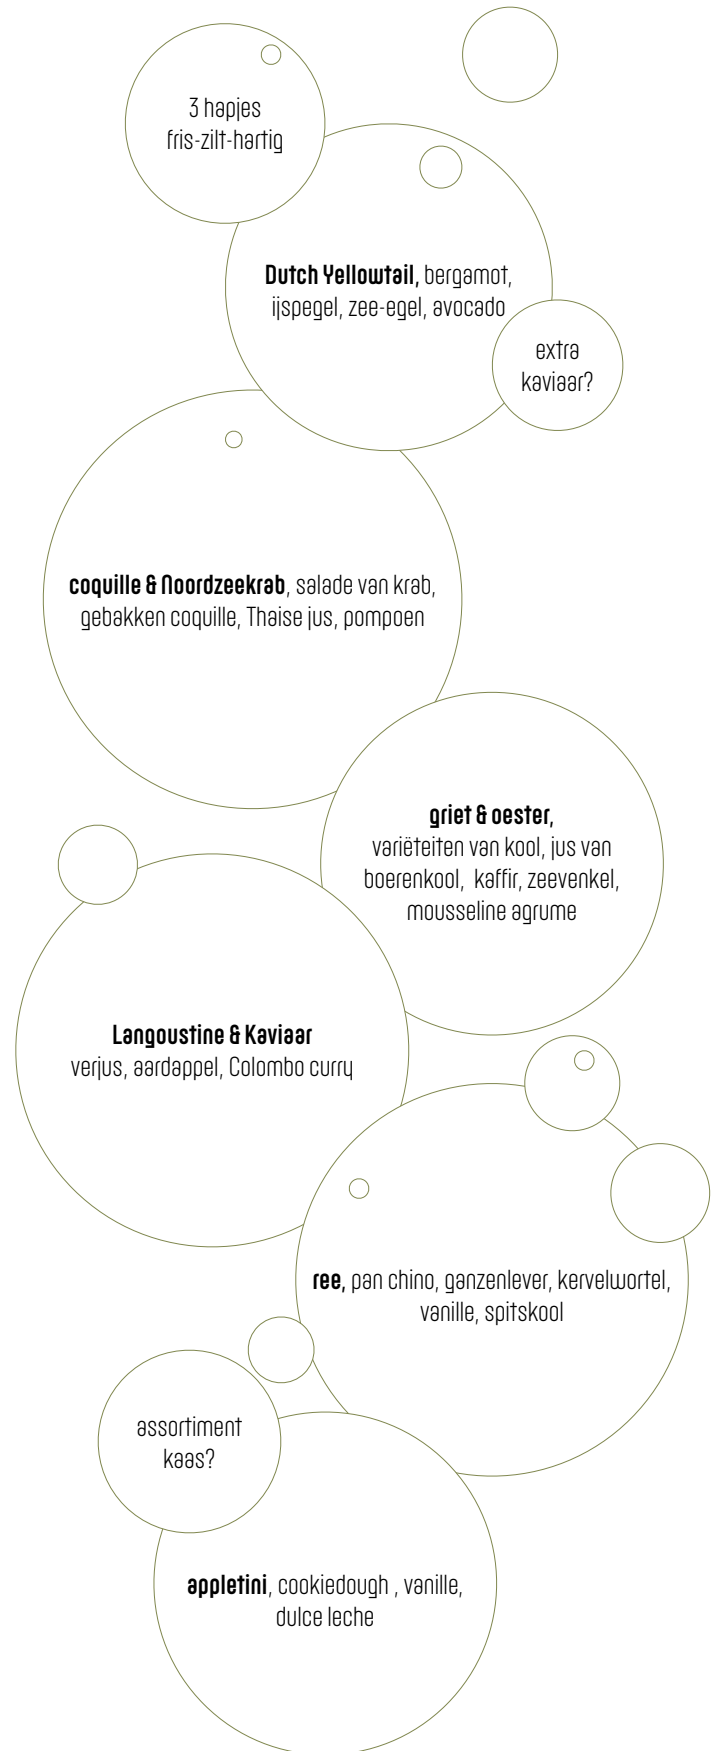 3 hapjes
fris-zilt-hartig
Dutch Yellowtail, bergamot,
ijspegel, zee-egel, avocado
extra
kaviaar?
coquille & Noordzeekrab, salade van krab,
gebakken coquille, Thaise jus, pompoen
griet & oester,
variëteiten van kool, jus van
boerenkool, kaffir, zeevenkel,
mousseline agrume
Langoustine & Kaviaar
verjus, aardappel, Colombo curry
ree, pan chino, ganzenlever, kervelwortel,
vanille, spitskool
assortiment
kaas?
appletini, cookiedough , vanille,
dulce leche